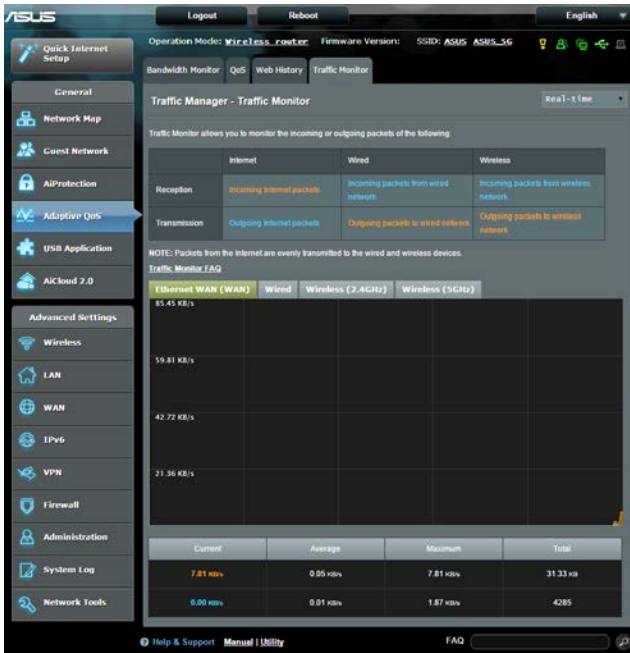 ASUS
Logout
Reboot
English
Quick Internet Setup
Operation Mode: Wireless router Firmware Version: SSID: ASUS ASUS_5G
Bandwidth Monitor QoS Web History Traffic Monitor
General
Network Map
Guest Network
AiProtection
Adaptive QoS
USB Application
AiCloud 2.0
Advanced Settings
Wireless
LAN
WAN
IPv6
VPN
Firewall
Administration
System Log
Network Tools
Traffic Manager - Traffic Monitor
Real-time
Traffic Monitor allows you to monitor the incoming or outgoing packets of the following:
Internet Wired Wireless
Reception Incoming Internet packets Incoming packets from wired network Incoming packets from wireless network
Transmission Outgoing Internet packets Outgoing packets to wired network Outgoing packets to wireless network
NOTE: Packets from the Internet are evenly transmitted to the wired and wireless devices.
Traffic Monitor FAQ
Ethernet WAN (WAN) Wired Wireless (2.4GHz) Wireless (5GHz)
85.45 KB/s
59.81 KB/s
42.72 KB/s
21.36 KB/s
Current Average Maximum Total
7.81 KB/s 0.05 KB/s 7.81 KB/s 31.33 KB
0.00 KB/s 0.01 KB/s 1.87 KB/s 4285
Help & Support Manual | Utility FAQ